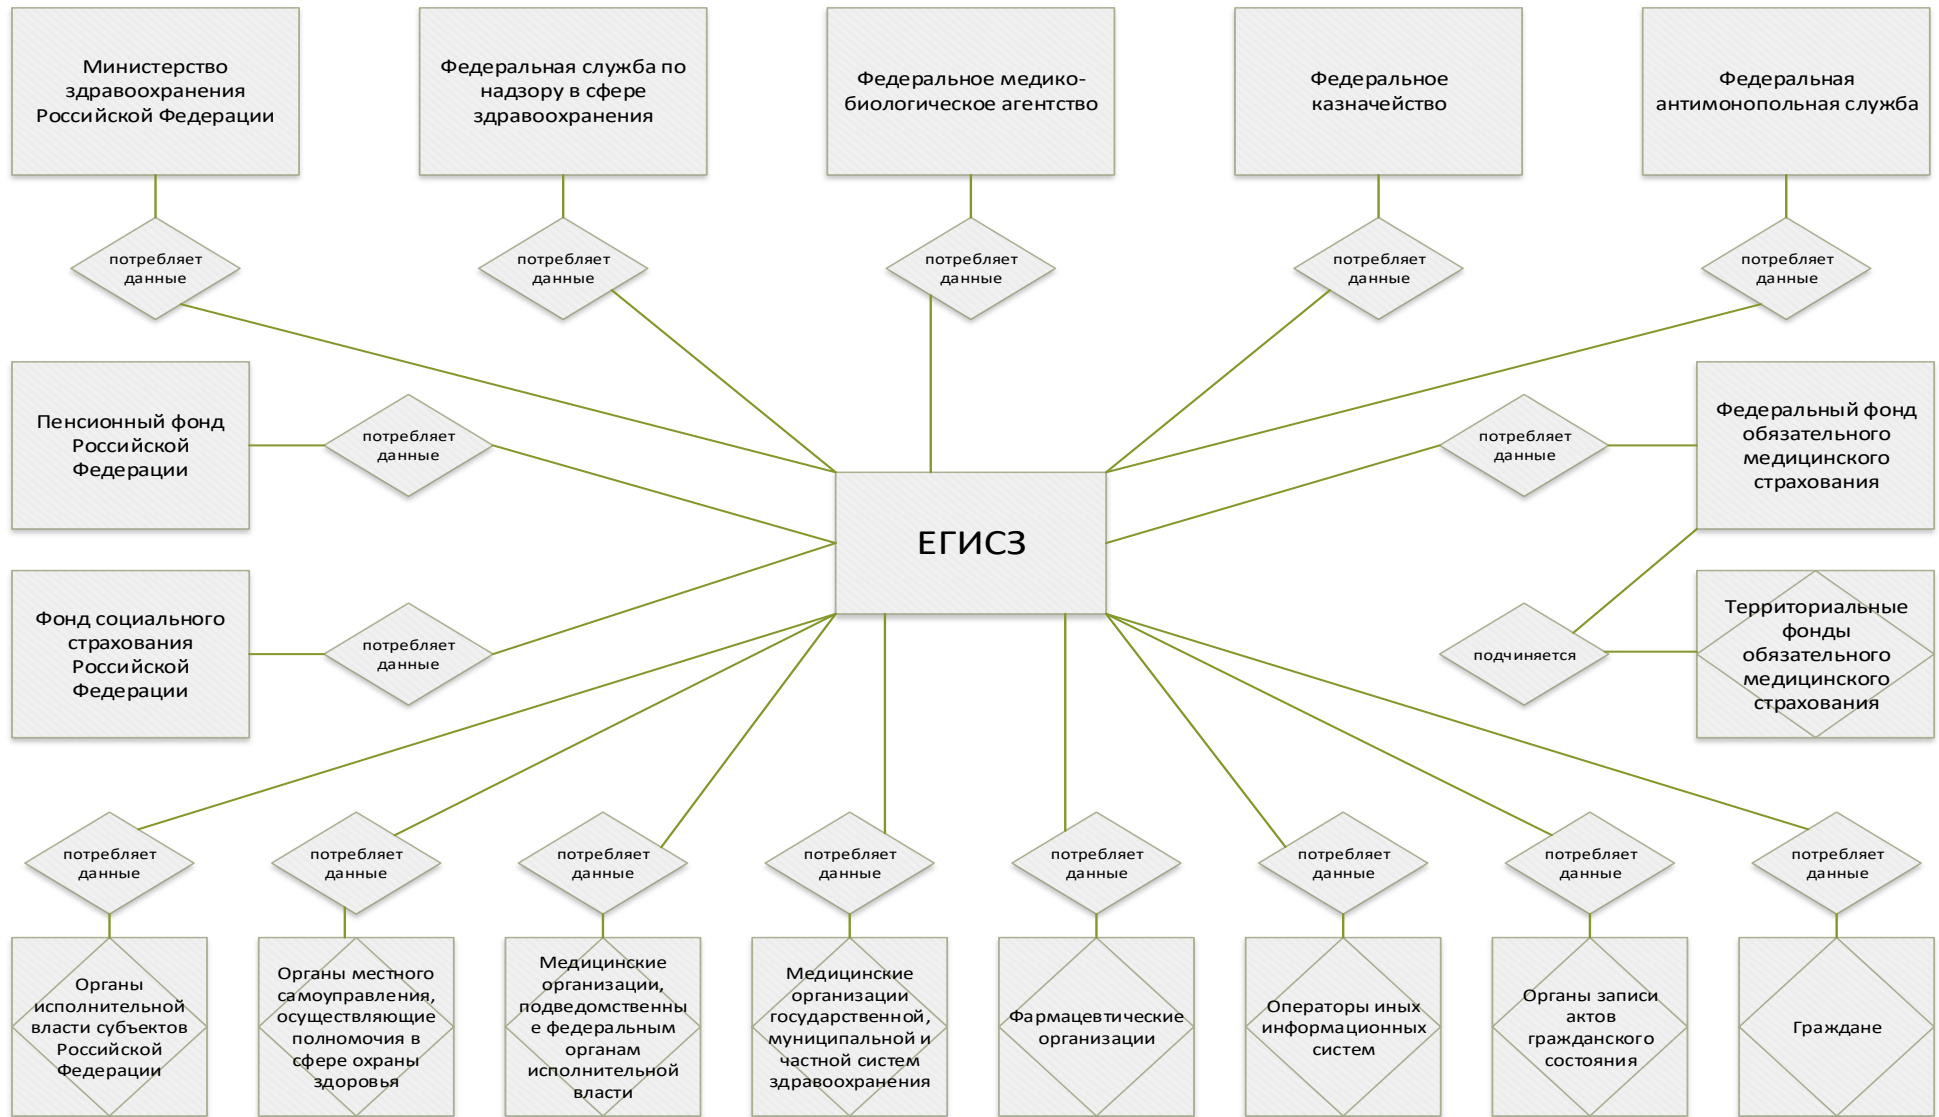 Министерство
здравоохранения
Российской Федерации
Федеральная служба по
надзору в сфере
здравоохранения
Федеральное медико-
биологическое агентство
Федеральное
казначейство
Федеральная
антимонопольная служба
потребляет
данные
потребляет
данные
потребляет
данные
потребляет
данные
потребляет
данные
Пенсионный фонд
Российской
Федерации
потребляет
данные
потребляет
данные
Федеральный фонд
обязательного
медицинского
страхования
ЕГИСЗ
Фонд социального
страхования
Российской
Федерации
потребляет
данные
подчиняется
Территориальные
фонды
обязательного
медицинского
страхования
потребляет
данные
потребляет
данные
потребляет
данные
потребляет
данные
потребляет
данные
потребляет
данные
потребляет
данные
потребляет
данные
Органы
исполнительной
власти субъектов
Российской
Федерации
Органы местного
самоуправления,
осуществляющие
полномочия в
сфере охраны
здоровья
Медицинские
организации,
подведомственны
е федеральным
органам
исполнительной
власти
Медицинские
организации
государственной,
муниципальной и
частной систем
здравоохранения
Фармацевтические
организации
Операторы иных
информационных
систем
Органы записи
актов
гражданского
состояния
Граждане